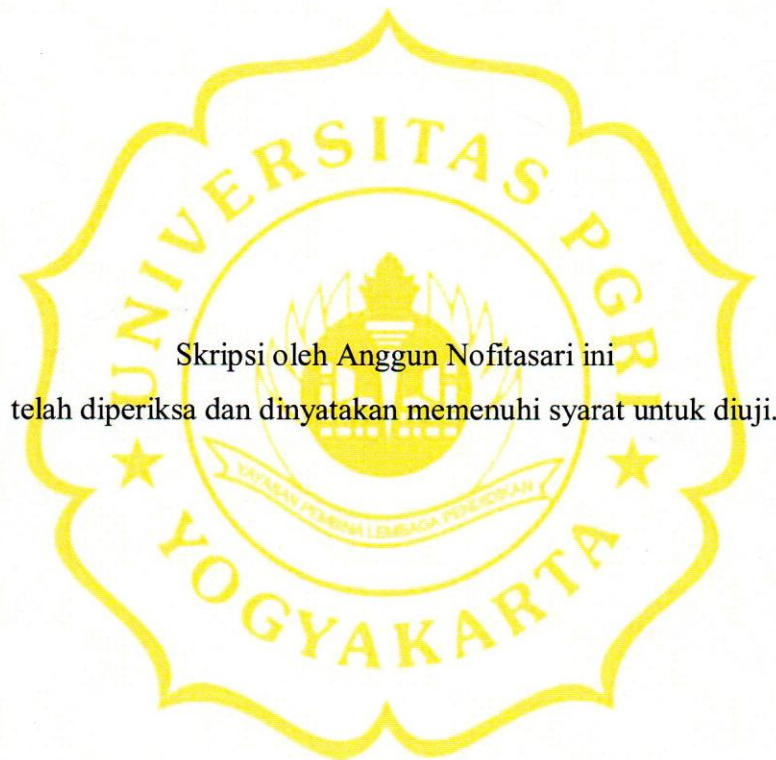 UNIVERSITAS PGRI
Skripsi oleh Anggun Nofitasari ini
telah diperiksa dan dinyatakan memenuhi syarat untuk diuji.
YAYASAN PEMBINA LEMBAGA PENDIDIKAN
YOGYAKARTA